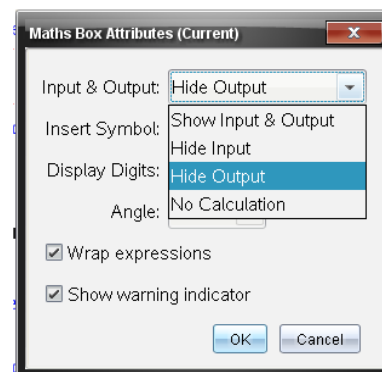 Maths Box Attributes (Current)
Input & Output: Hide Output
Show Input & Output
Insert Symbol:
Hide Input
Display Digits:
Hide Output
Angle:
No Calculation
Wrap expressions
Show warning indicator
OK Cancel